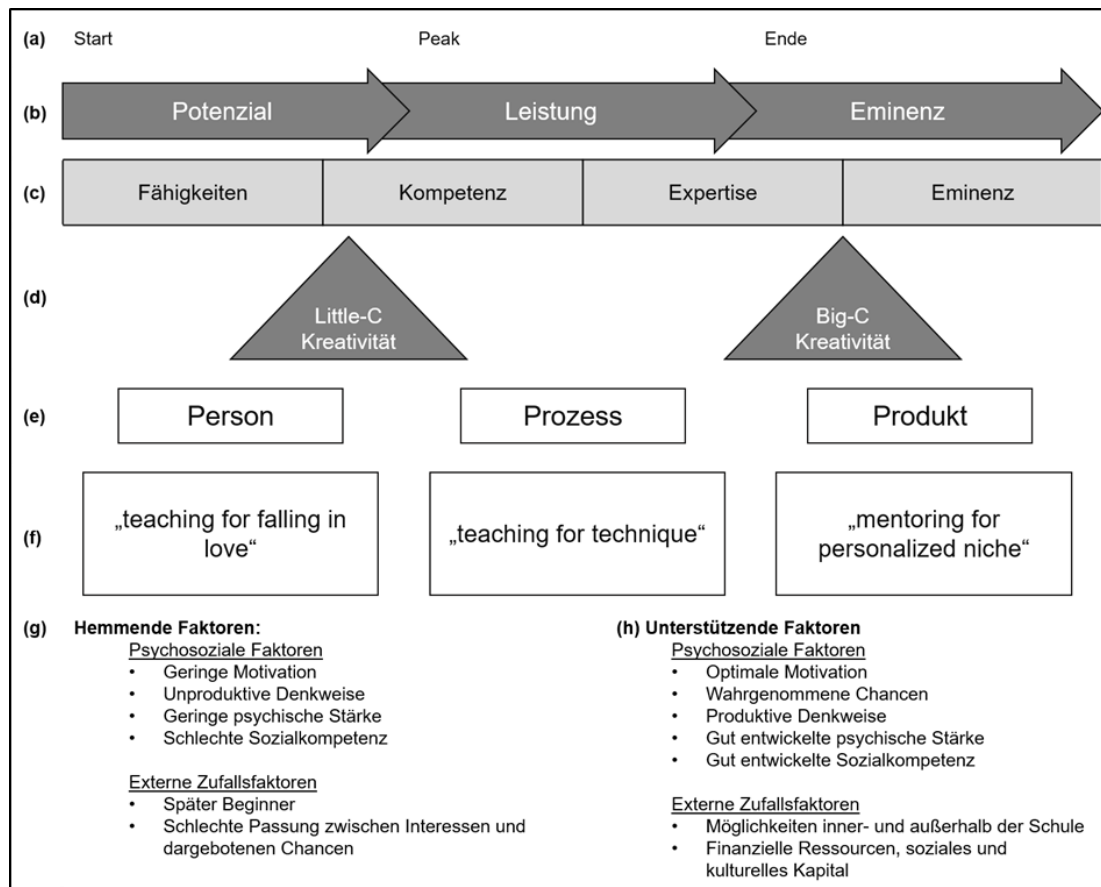 (a) Start Peak Ende
(b) Potenzial Leistung Eminenz
(c) Fähigkeiten Kompetenz Expertise Eminenz
(d)
Little-C Big-C
Kreativität Kreativität
(e) Person Prozess Produkt
(f)
„teaching for falling in
love“
„teaching for technique“
„mentoring for
personalized niche“
(g) Hemmende Faktoren:
Psychosoziale Faktoren
• Geringe Motivation
• Unproduktive Denkweise
• Geringe psychische Stärke
• Schlechte Sozialkompetenz
Externe Zufallsfaktoren
• Später Beginner
• Schlechte Passung zwischen Interessen und
dargebotenen Chancen
(h) Unterstützende Faktoren
Psychosoziale Faktoren
• Optimale Motivation
• Wahrgenommene Chancen
• Produktive Denkweise
• Gut entwickelte psychische Stärke
• Gut entwickelte Sozialkompetenz
Externe Zufallsfaktoren
• Möglichkeiten inner- und außerhalb der Schule
• Finanzielle Ressourcen, soziales und
kulturelles Kapital